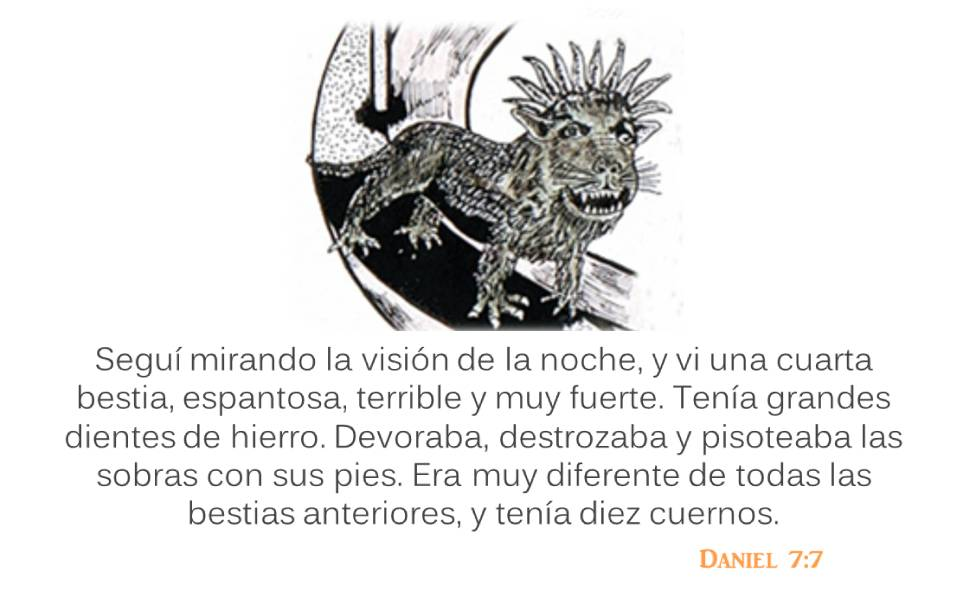 Seguí mirando la visión de la noche, y vi una cuarta
bestia, espantosa, terrible y muy fuerte. Tenía grandes
dientes de hierro. Devoraba, destrozaba y pisoteaba las
sobras con sus pies. Era muy diferente de todas las
bestias anteriores, y tenía diez cuernos.
Daniel 7:7